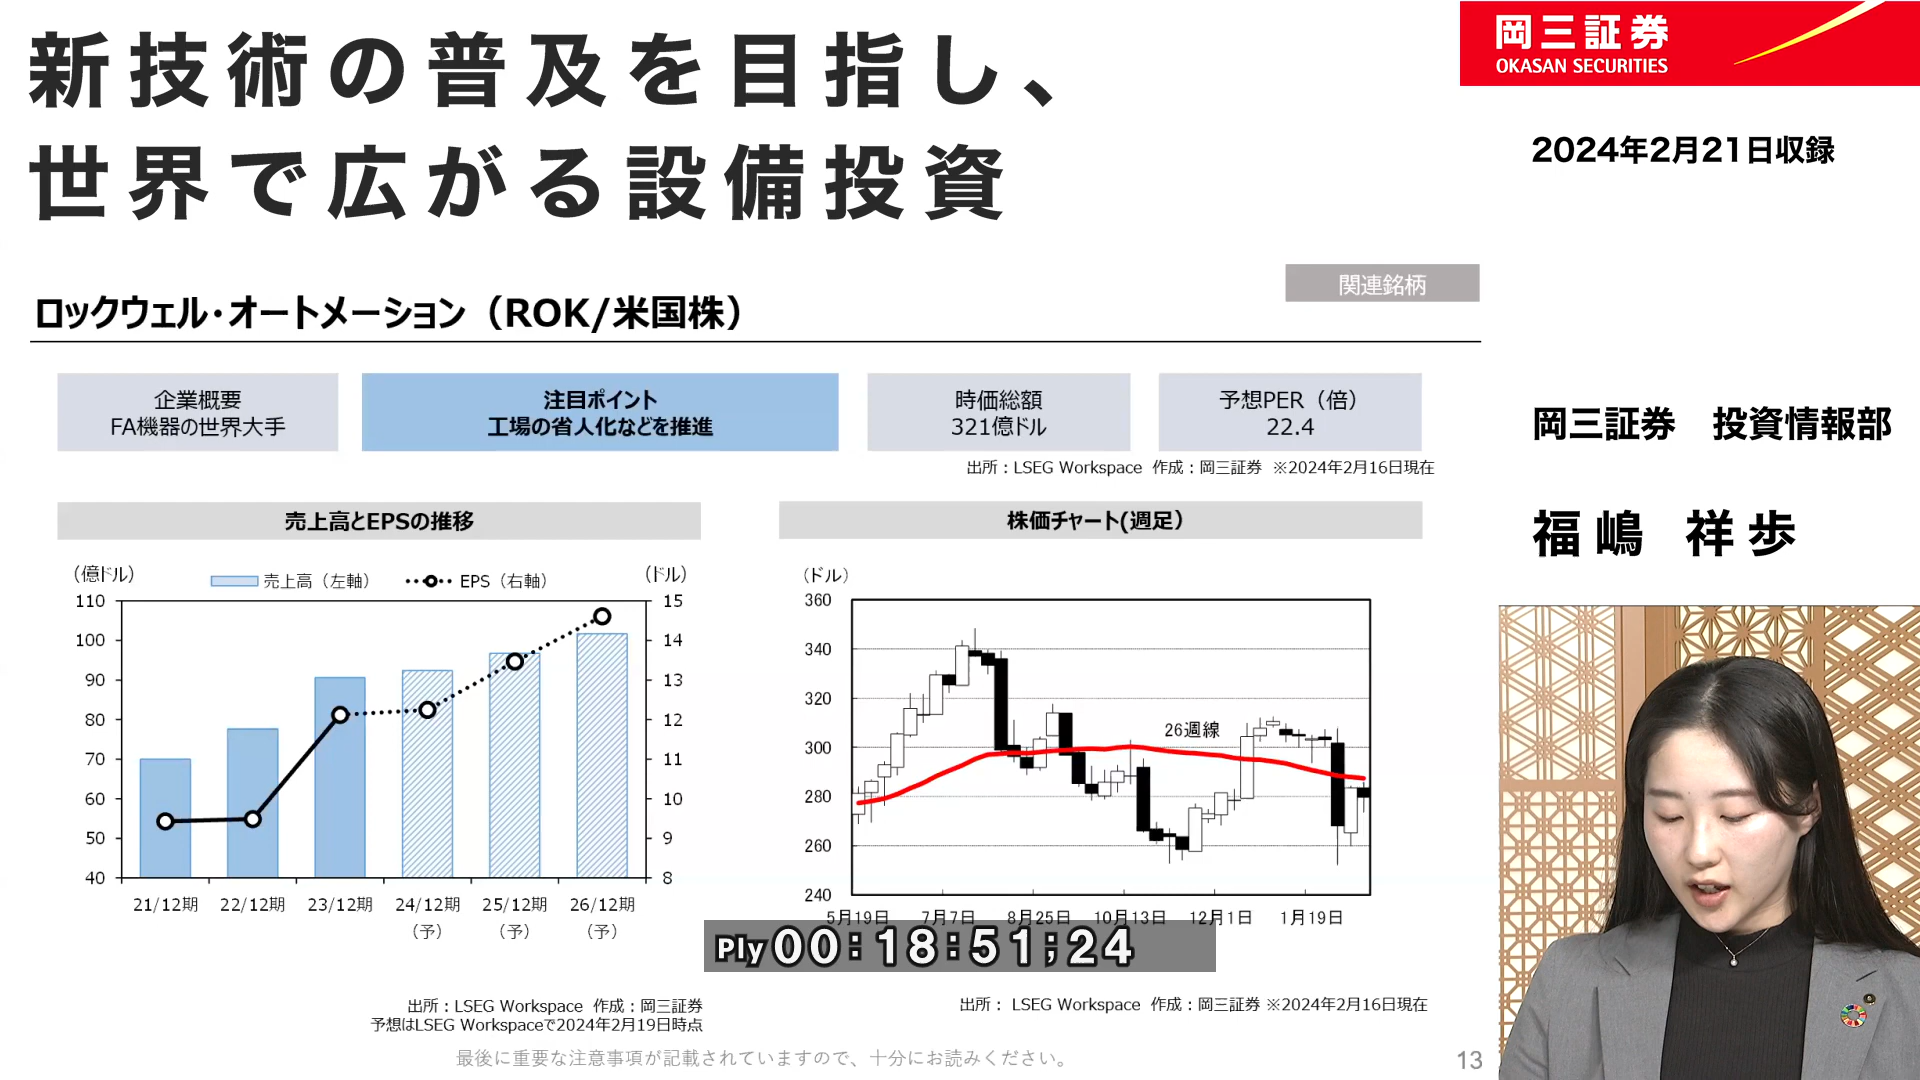 新技術の普及を目指し、
世界で広がる設備投資
岡三証券
OKASAN SECURITIES
2024年2月21日収録
関連銘柄
ロックウェル・オートメーション（ROK/米国株）
企業概要
FA機器の世界大手
注目ポイント
工場の省人化などを推進
時価総額
321億ドル
予想PER（倍）
22.4
出所：LSEG Workspace 作成：岡三証券 ※2024年2月16日現在
岡三証券 投資情報部
福嶋 祥歩
売上高とEPSの推移
（億ドル）
売上高（左軸）
EPS（右軸）
（ドル）
110
100
90
80
70
60
50
40
15
14
13
12
11
10
9
8
21/12期 22/12期 23/12期 24/12期 25/12期 26/12期
（予） （予） （予）
出所：LSEG Workspace 作成：岡三証券
予想はLSEG Workspaceで2024年2月19日時点
株価チャート(週足）
（ドル）
360
340
320
300
280
260
240
26週線
5月19日 7月7日 8月25日 10月13日 12月1日 1月19日
Ply 00:18:51;24
出所： LSEG Workspace 作成：岡三証券 ※2024年2月16日現在
最後に重要な注意事項が記載されていますので、十分にお読みください。
13